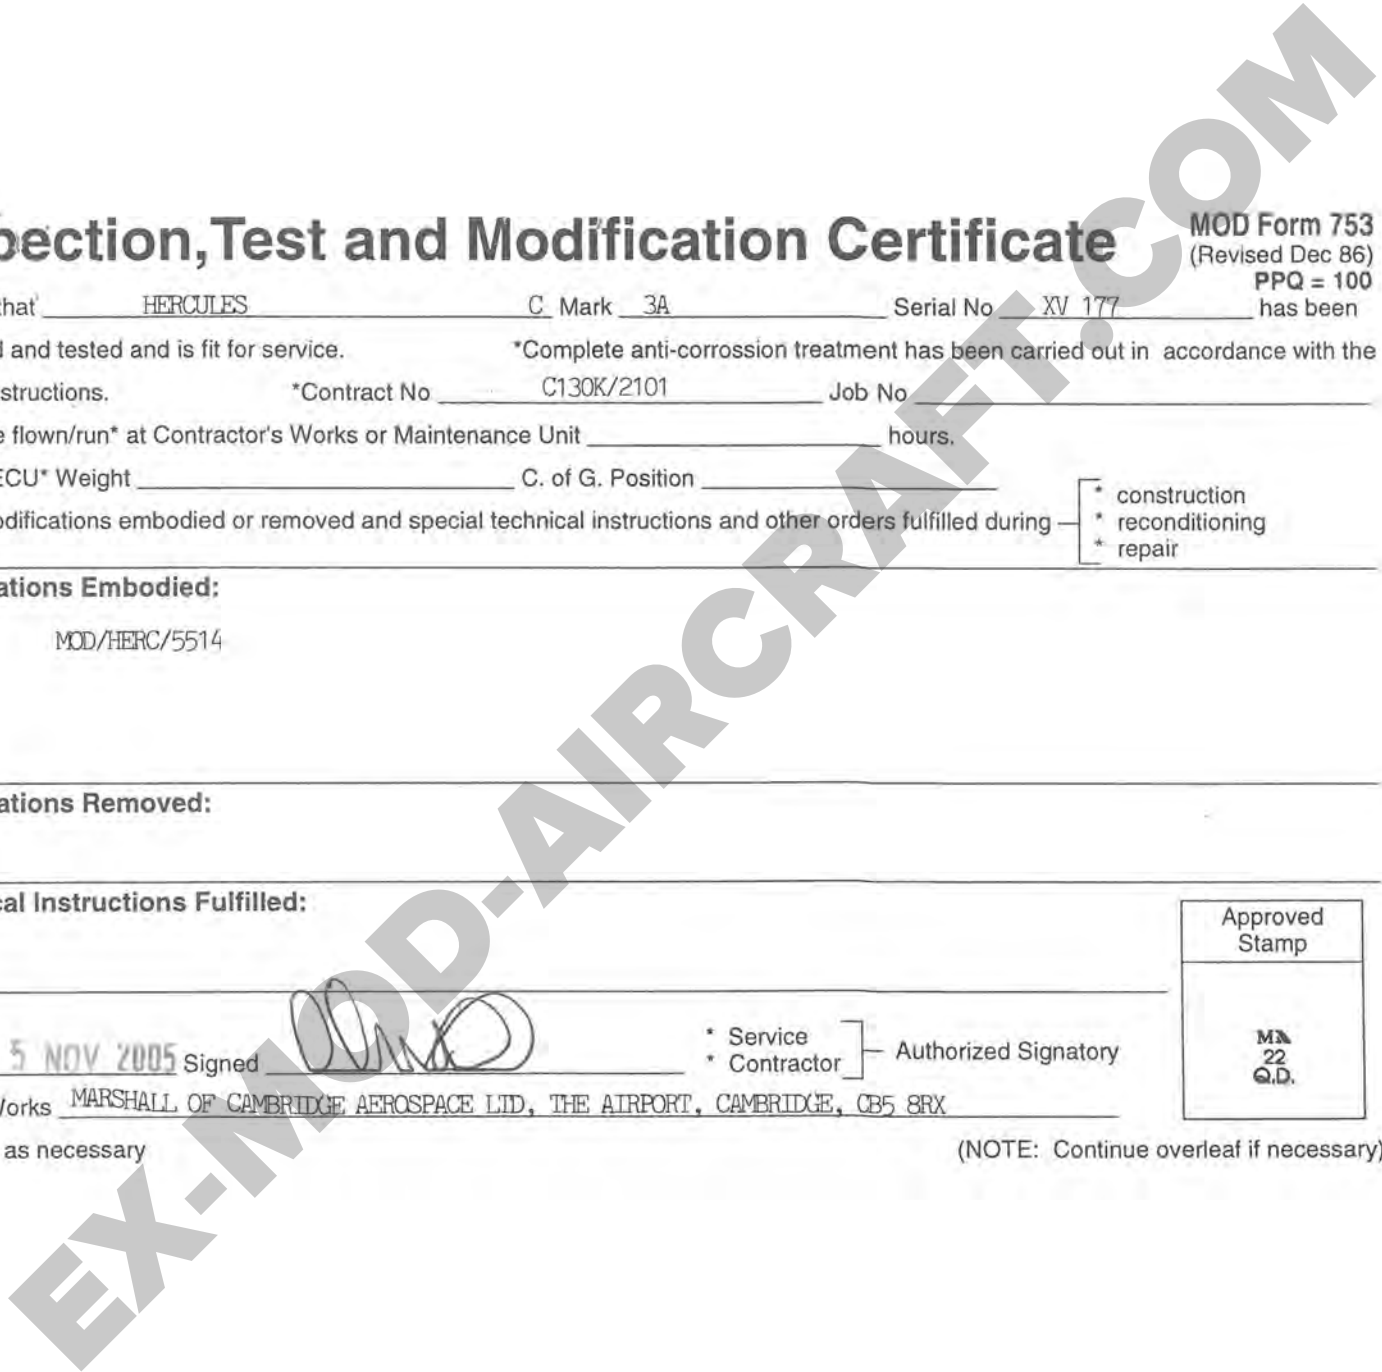 pection, Test and Modification Certificate
MOD Form 753
(Revised Dec 86)
PPQ = 100
that HERCULES C Mark 3A Serial No XV 177 has been
d and tested and is fit for service. *Complete anti-corrossion treatment has been carried out in accordance with the
structions. *Contract No C130K/2101 Job No
e flown/run* at Contractor's Works or Maintenance Unit hours.
ECU* Weight C. of G. Position
odifications embodied or removed and special technical instructions and other orders fulfilled during
* construction
* reconditioning
* repair
ations Embodied:
MOD/HERC/5514
ations Removed:
cal Instructions Fulfilled:
Approved
Stamp
MA
22
Q.D.
5 NOV 2005 Signed
* Service
* Contractor
Authorized Signatory
Works MARSHALL OF CAMBRIDGE AEROSPACE LTD, THE AIRPORT, CAMBRIDGE, CB5 8RX
as necessary (NOTE: Continue overleaf if necessary)
EX-MOD-AIRCRAFT.COM